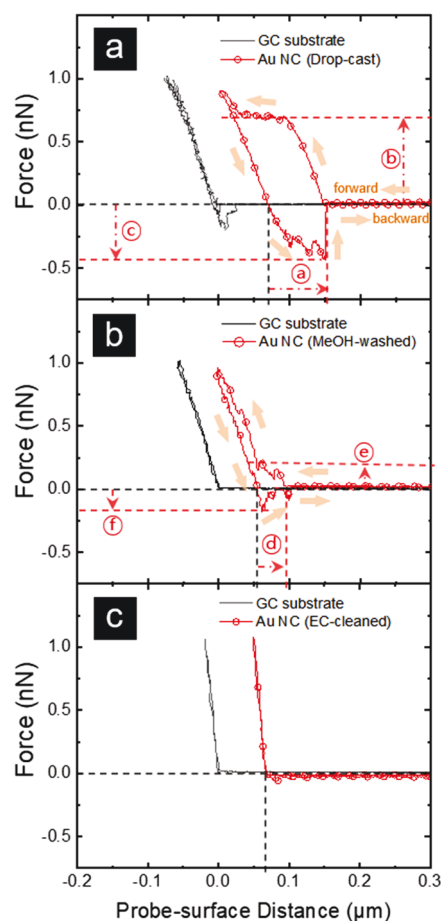 a
GC substrate
Au NC (Drop-cast)
1.0
0.5
0.0
-0.5
Force (nN)
forward
backward
ⓐ
ⓑ
ⓒ
b
GC substrate
Au NC (MeOH-washed)
1.0
0.5
0.0
-0.5
Force (nN)
ⓓ
ⓔ
ⓕ
c
GC substrate
Au NC (EC-cleaned)
1.0
0.5
0.0
-0.5
Force (nN)
-0.2 -0.1 0.0 0.1 0.2 0.3
Probe-surface Distance (μm)